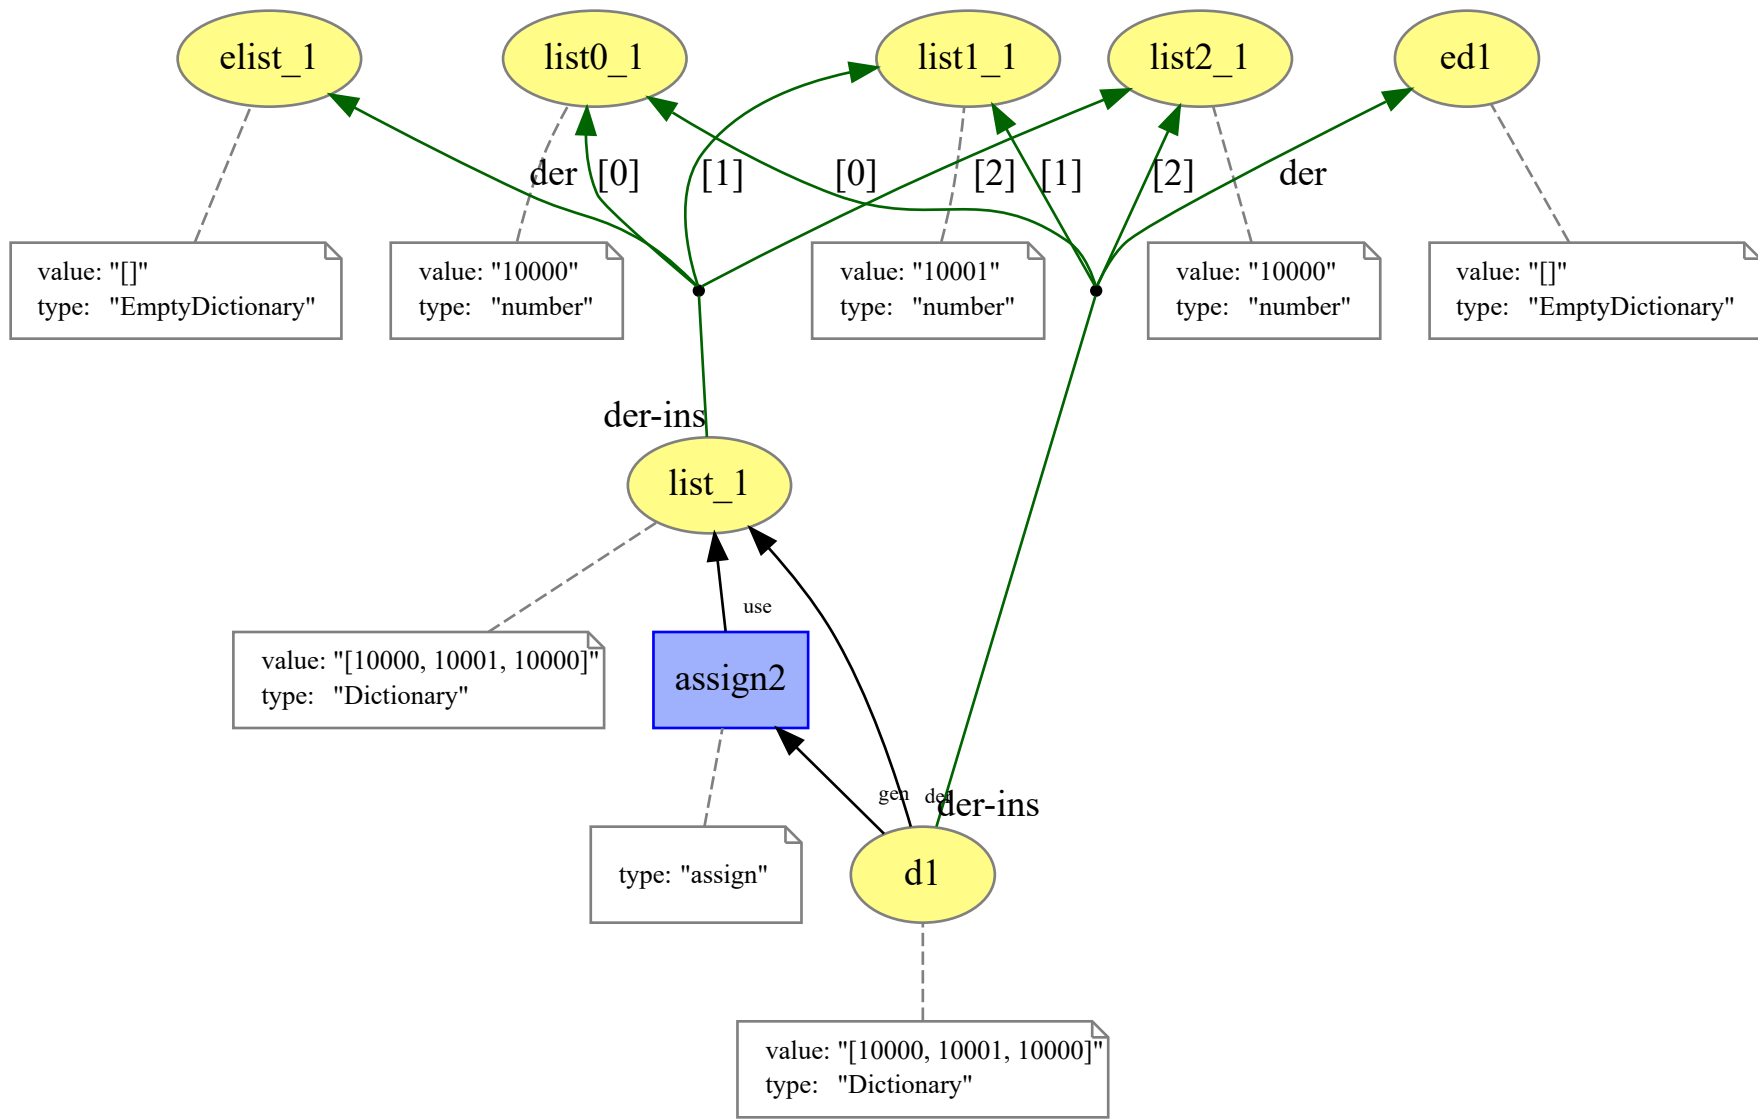 elist_1
list0_1
list1_1
list2_1
ed1
der
[0]
[1]
[0]
[2]
[1]
[2]
der
value: "[]"
type: "EmptyDictionary"
value: "10000"
type: "number"
value: "10001"
type: "number"
value: "10000"
type: "number"
value: "[]"
type: "EmptyDictionary"
der-ins
list_1
use
value: "[10000, 10001, 10000]"
type: "Dictionary"
assign2
gen
der
der-ins
type: "assign"
d1
value: "[10000, 10001, 10000]"
type: "Dictionary"